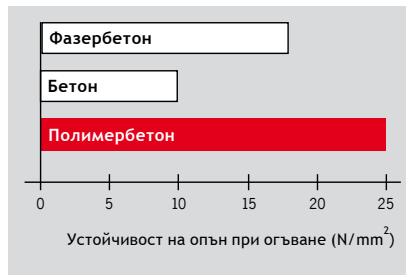 Фазербетон
Бетон
Полимербетон
0 5 10 15 20 25
Устойчивост на опън при огъване (N/mm²)